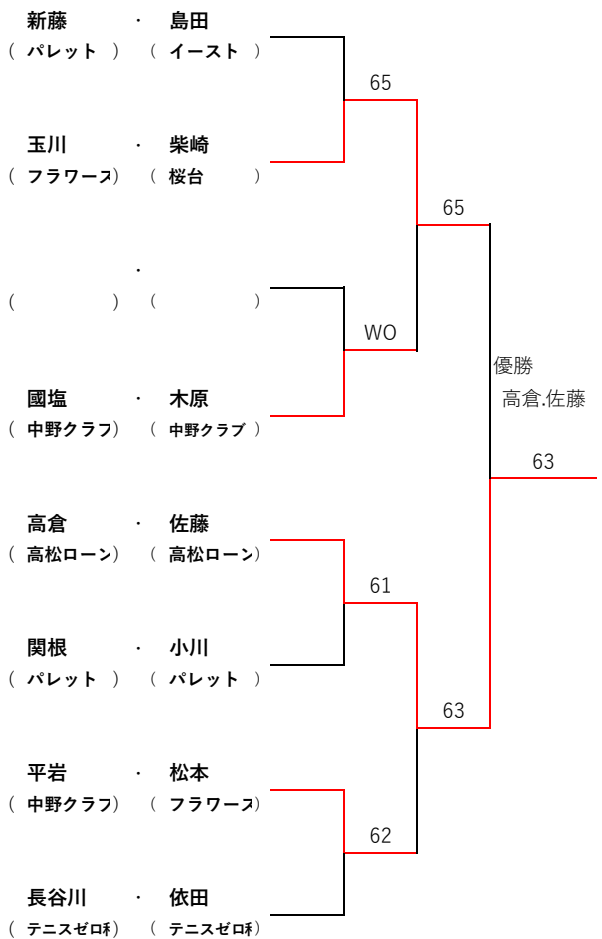 新藤 ・ 島田
( パレット ) ( イースト )
65
玉川 ・ 柴崎
( フラワース) ( 桜台 )
65
・
( ) ( )
WO
優勝
國塩 ・ 木原
高倉.佐藤
( 中野クラブ) ( 中野クラブ )
63
高倉 ・ 佐藤
( 高松ローン) ( 高松ローン)
61
関根 ・ 小川
( パレット ) ( パレット )
63
平岩 ・ 松本
( 中野クラブ) ( フラワース)
62
長谷川 ・ 依田
( テニスゼロ) ( テニスゼロ)